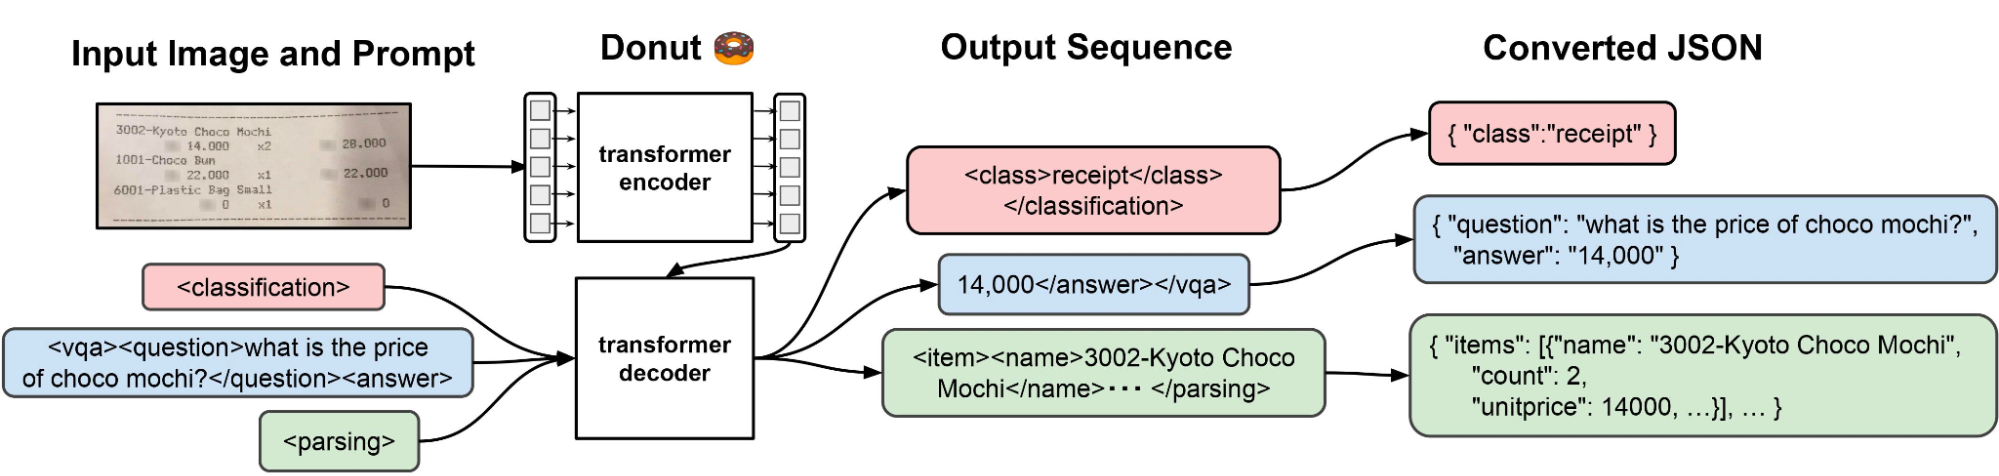 Input Image and Prompt
Donut 🍩
Output Sequence
Converted JSON
3002-Kyoto Choco Mochi
14.000 x2 28.000
1001-Choco Bun
22.000 x1 22.000
6001-Plastic Bag Small
0 x1 0
transformer
encoder
<classification>
<vqa><question>what is the price
of choco mochi?</question><answer>
<parsing>
transformer
decoder
<class>receipt</class>
</classification>
14,000</answer></vqa>
<item><name>3002-Kyoto Choco
Mochi</name>··· </parsing>
{ "class":"receipt" }
{ "question": "what is the price of choco mochi?",
"answer": "14,000" }
{ "items": [{"name": "3002-Kyoto Choco Mochi",
"count": 2,
"unitprice": 14000, …}], … }